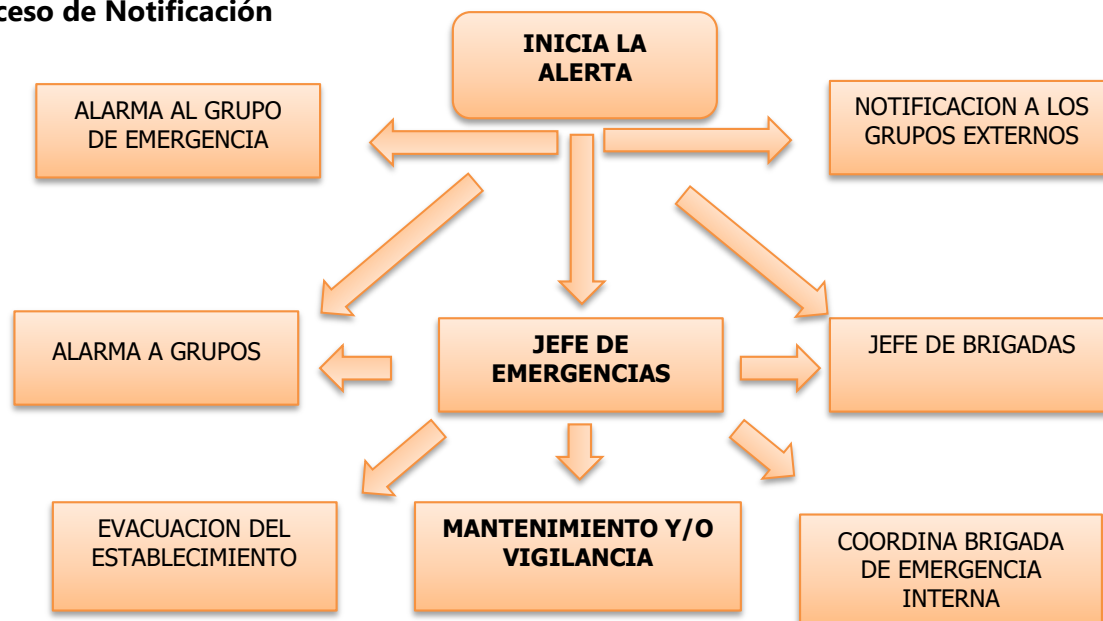 ceso de Notificación
INICIA LA
ALERTA
ALARMA AL GRUPO
DE EMERGENCIA
NOTIFICACION A LOS
GRUPOS EXTERNOS
ALARMA A GRUPOS
JEFE DE
EMERGENCIAS
JEFE DE BRIGADAS
EVACUACION DEL
ESTABLECIMIENTO
MANTENIMIENTO Y/O
VIGILANCIA
COORDINA BRIGADA
DE EMERGENCIA
INTERNA